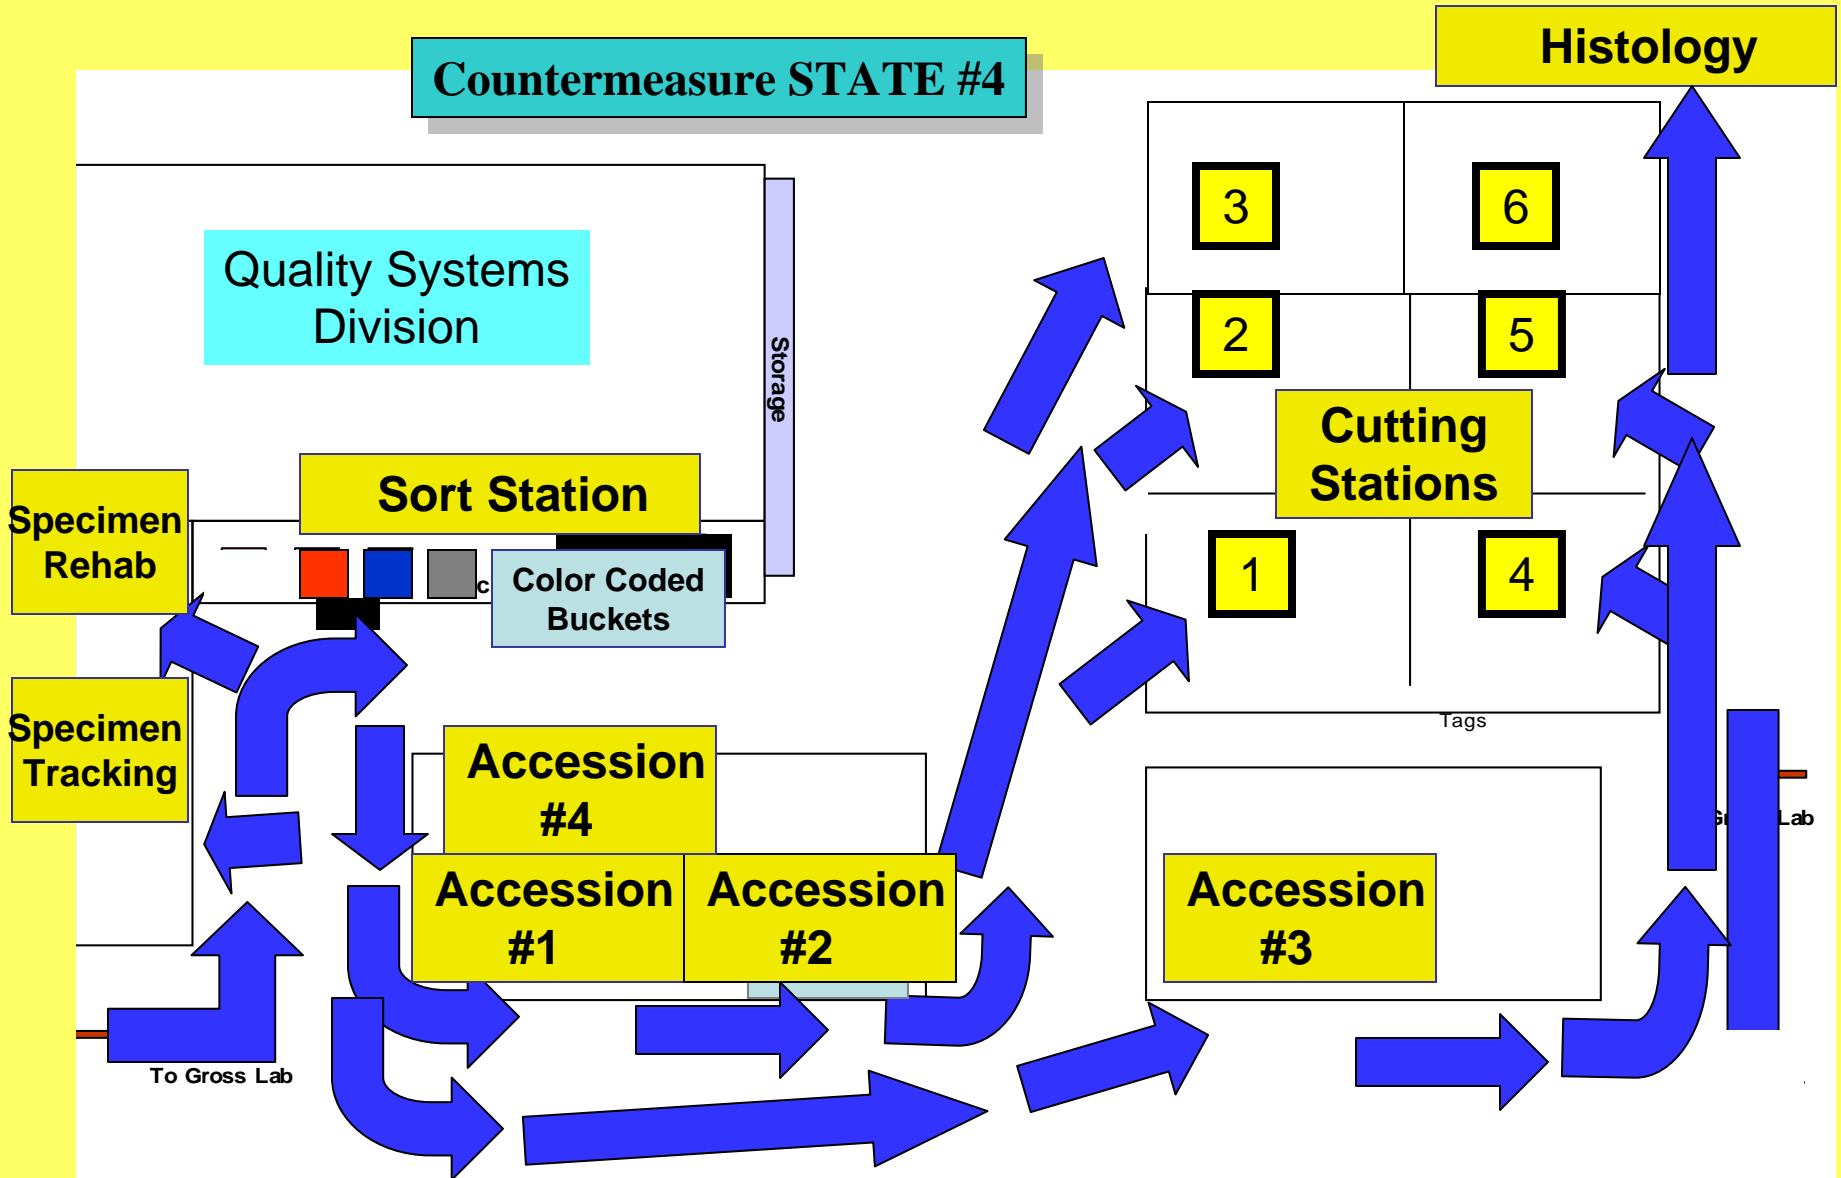 Countermeasure STATE #4
Histology
3
6
Quality Systems
Division
2
5
Storage
Cutting
Stations
Sort Station
Specimen
Rehab
c
Color Coded
Buckets
1
4
Specimen
Tracking
Tags
Accession
#4
Lab
Accession
#1
Accession
#2
Accession
#3
To Gross Lab